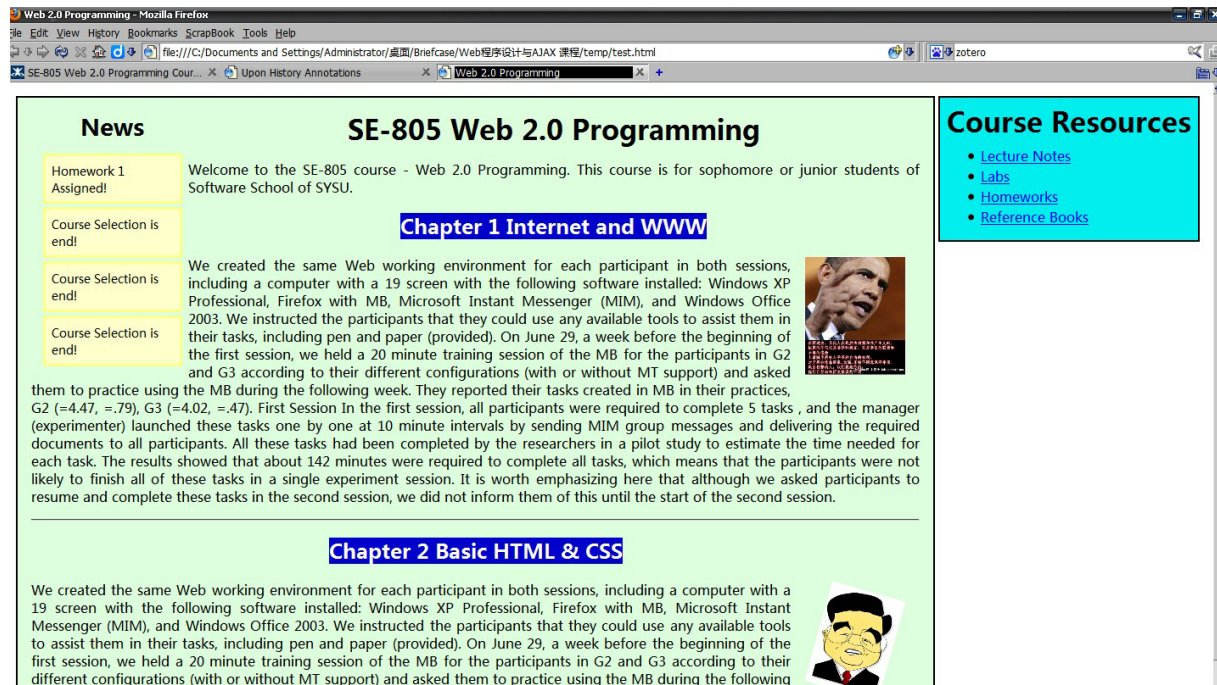 Web 2.0 Programming - Mozilla Firefox
File Edit View History Bookmarks ScrapBook Tools Help
file:///C:/Documents and Settings/Administrator/桌面/Briefcase/Web程序设计与AJAX 课程/temp/test.html
zotero
SE-805 Web 2.0 Programming Cour...
Upon History Annotations
Web 2.0 Programming
News
Homework 1
Assigned!
Course Selection is
end!
Course Selection is
end!
Course Selection is
end!
SE-805 Web 2.0 Programming
Welcome to the SE-805 course - Web 2.0 Programming. This course is for sophomore or junior students of
Software School of SYSU.
Chapter 1 Internet and WWW
We created the same Web working environment for each participant in both sessions,
including a computer with a 19 screen with the following software installed: Windows XP
Professional, Firefox with MB, Microsoft Instant Messenger (MIM), and Windows Office
2003. We instructed the participants that they could use any available tools to assist them in
their tasks, including pen and paper (provided). On June 29, a week before the beginning of
the first session, we held a 20 minute training session of the MB for the participants in G2
and G3 according to their different configurations (with or without MT support) and asked
them to practice using the MB during the following week. They reported their tasks created in MB in their practices,
G2 (=4.47, =.79), G3 (=4.02, =.47). First Session In the first session, all participants were required to complete 5 tasks , and the manager
(experimenter) launched these tasks one by one at 10 minute intervals by sending MIM group messages and delivering the required
documents to all participants. All these tasks had been completed by the researchers in a pilot study to estimate the time needed for
each task. The results showed that about 142 minutes were required to complete all tasks, which means that the participants were not
likely to finish all of these tasks in a single experiment session. It is worth emphasizing here that although we asked participants to
resume and complete these tasks in the second session, we did not inform them of this until the start of the second session.
Chapter 2 Basic HTML & CSS
We created the same Web working environment for each participant in both sessions, including a computer with a
19 screen with the following software installed: Windows XP Professional, Firefox with MB, Microsoft Instant
Messenger (MIM), and Windows Office 2003. We instructed the participants that they could use any available tools
to assist them in their tasks, including pen and paper (provided). On June 29, a week before the beginning of the
first session, we held a 20 minute training session of the MB for the participants in G2 and G3 according to their
different configurations (with or without MT support) and asked them to practice using the MB during the following
Course Resources
Lecture Notes
Labs
Homeworks
Reference Books